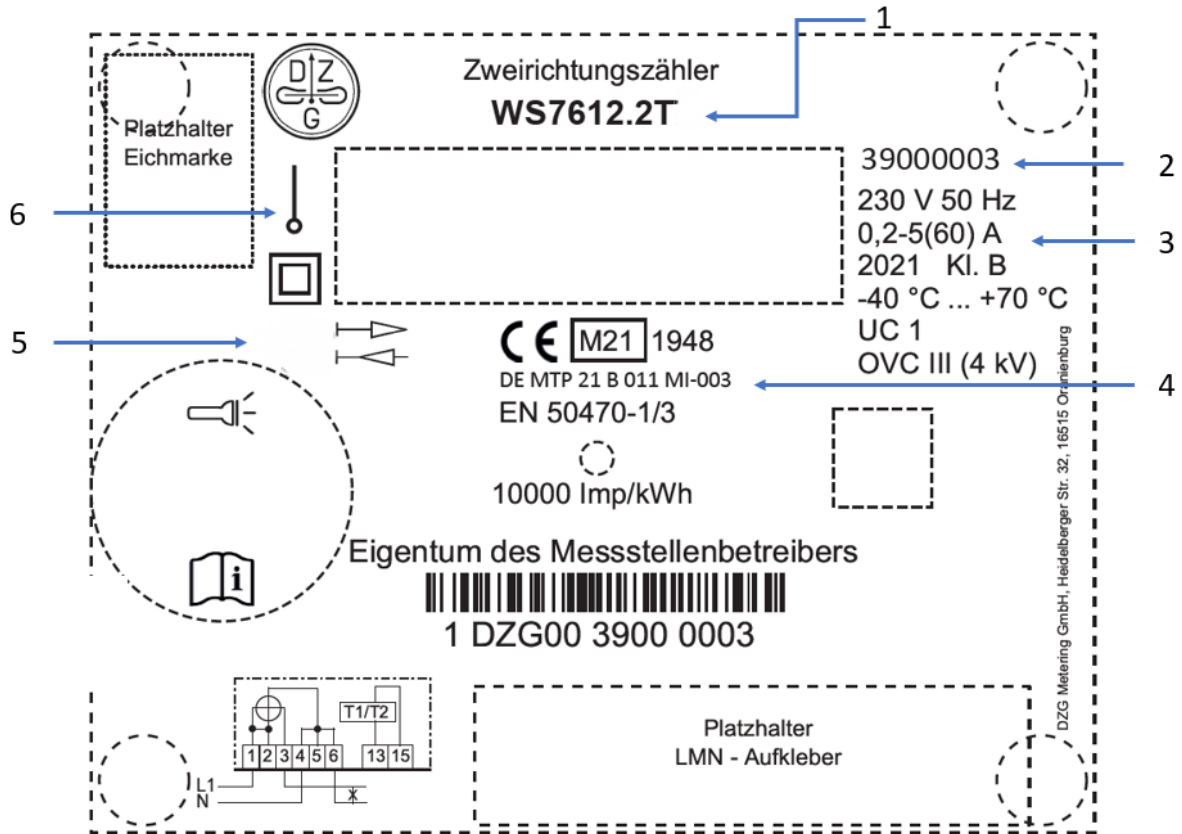 1
D Z
G
Zweirichtungszähler
WS7612.2T
Platzhalter
Eichmarke
39000003
2
230 V 50 Hz
6
0,2-5(60) A
3
2021 Kl. B
-40 °C ... +70 °C
UC 1
OVC III (4 kV)
5
CE M21 1948
DE MTP 21 B 011 MI-003
4
EN 50470-1/3
10000 Imp/kWh
i
Eigentum des Messstellenbetreibers
1 DZG00 3900 0003
DZG Metering GmbH, Heidelberger Str. 32, 16515 Oranienburg
T1/T2
1 2 3 4 5 6 13 15
L1
N
Platzhalter
LMN - Aufkleber